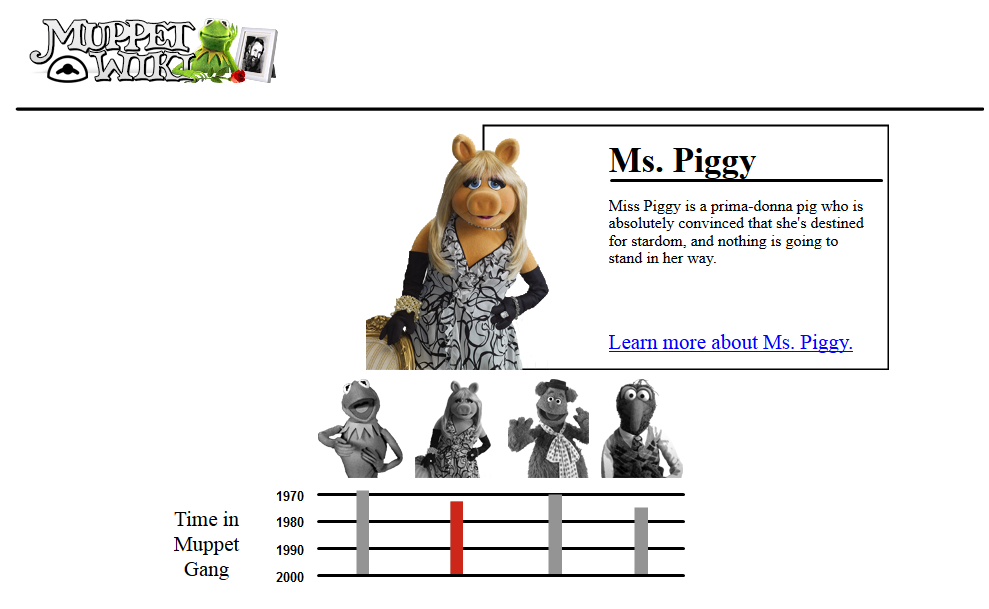 MUPPET
WIKI
Ms. Piggy
Miss Piggy is a prima-donna pig who is
absolutely convinced that she's destined
for stardom, and nothing is going to
stand in her way.
Learn more about Ms. Piggy.
Time in
Muppet
Gang
1970
1980
1990
2000